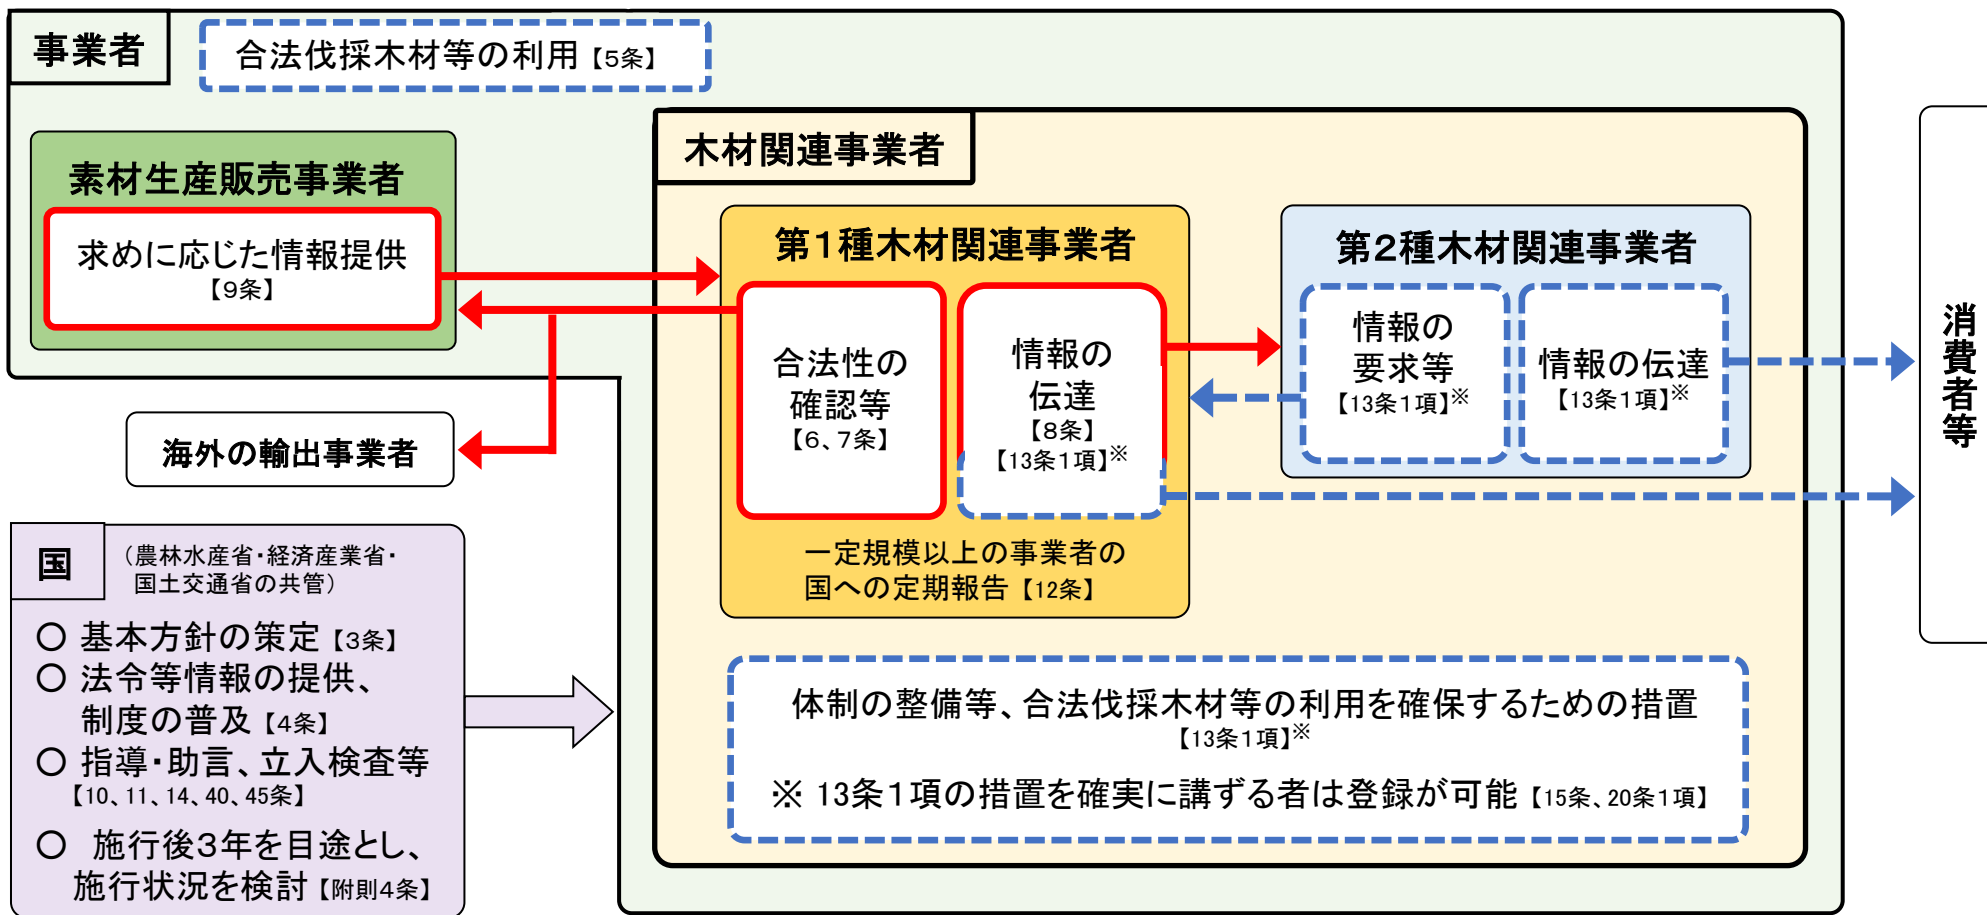 事業者
合法伐採木材等の利用【5条】
素材生産販売事業者
求めに応じた情報提供
【9条】
海外の輸出事業者
木材関連事業者
第1種木材関連事業者
合法性の
確認等
【6、7条】
情報の
伝達
【8条】
【13条1項】※
一定規模以上の事業者の
国への定期報告【12条】
第2種木材関連事業者
情報の
要求等
【13条1項】※
情報の伝達
【13条1項】※
体制の整備等、合法伐採木材等の利用を確保するための措置
【13条1項】※
※ 13条1項の措置を確実に講ずる者は登録が可能【15条、20条1項】
消費者等
国
（農林水産省・経済産業省・
国土交通省の共管）
○ 基本方針の策定【3条】
○ 法令等情報の提供、
制度の普及【4条】
○ 指導・助言、立入検査等
【10、11、14、40、45条】
○ 施行後3年を目途とし、
施行状況を検討【附則4条】